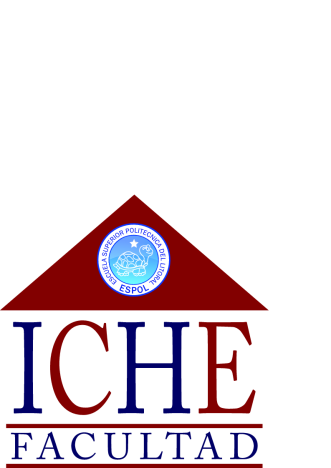 ESCUELA SUPERIOR POLITECNICA DEL LITORAL
ESPOL
ICHE
FACULTAD